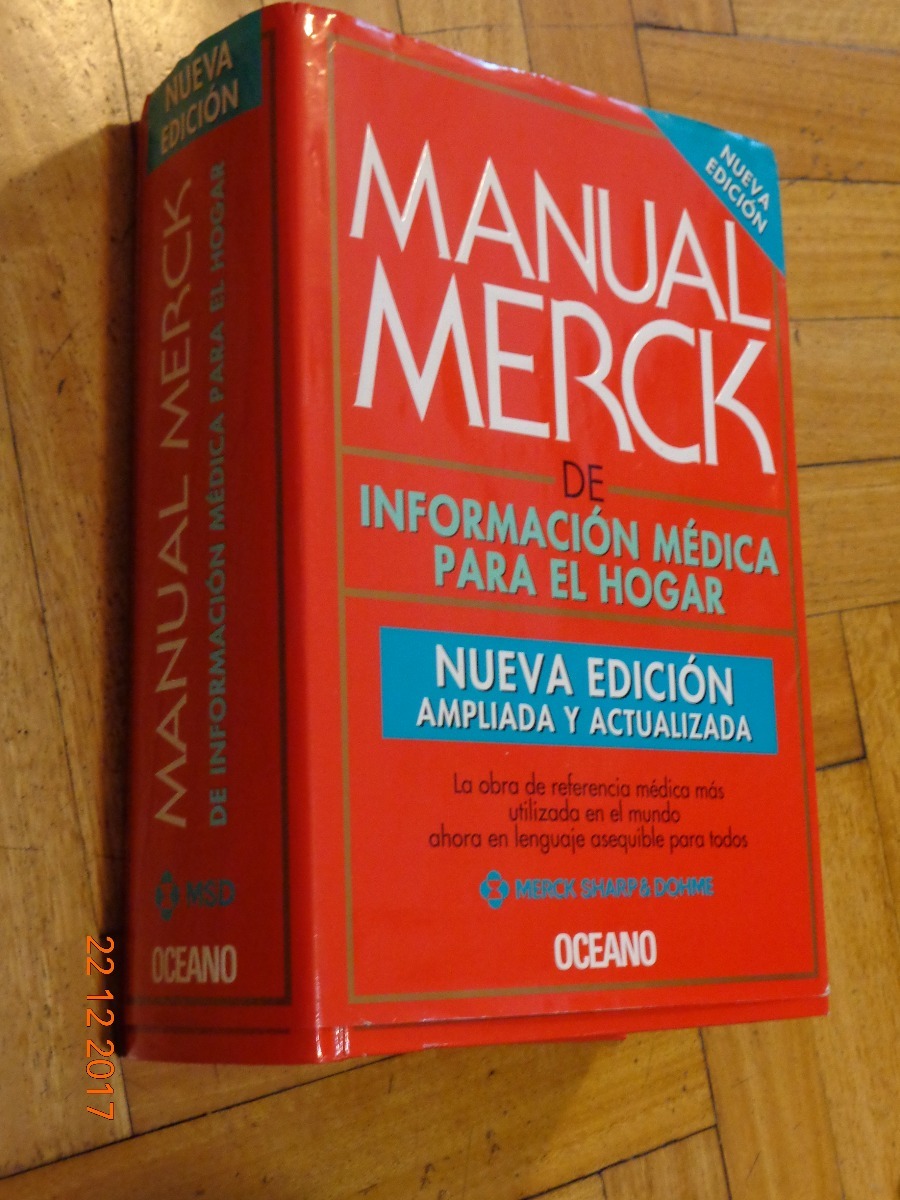 NUEVA
EDICIÓN
MANUAL MERCK
DE INFORMACIÓN MÉDICA PARA EL HOGAR
MSD
OCEANO
NUEVA
EDICIÓN
MANUAL
MERCK
DE
INFORMACIÓN MÉDICA
PARA EL HOGAR
NUEVA EDICIÓN
AMPLIADA Y ACTUALIZADA
La obra de referencia médica más
utilizada en el mundo
ahora en lenguaje asequible para todos
MERCK SHARP & DOHME
OCEANO
22 12 2017